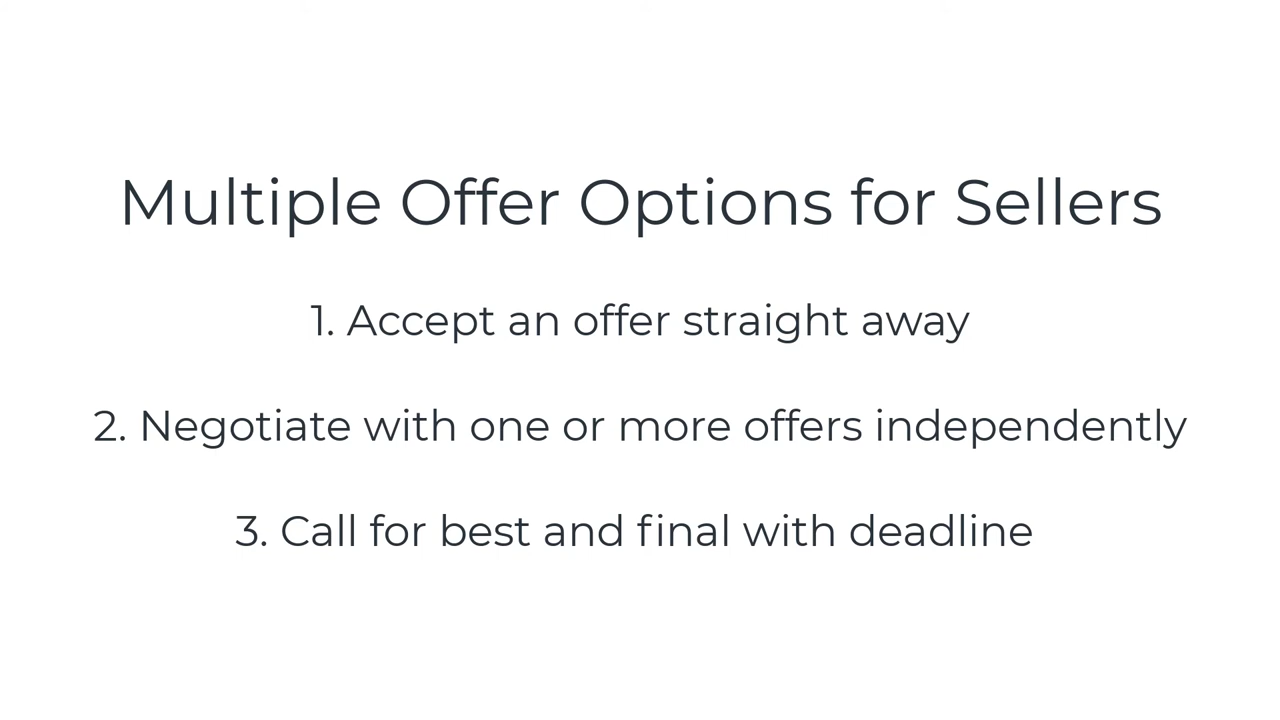 Multiple Offer Options for Sellers
1. Accept an offer straight away
2. Negotiate with one or more offers independently
3. Call for best and final with deadline